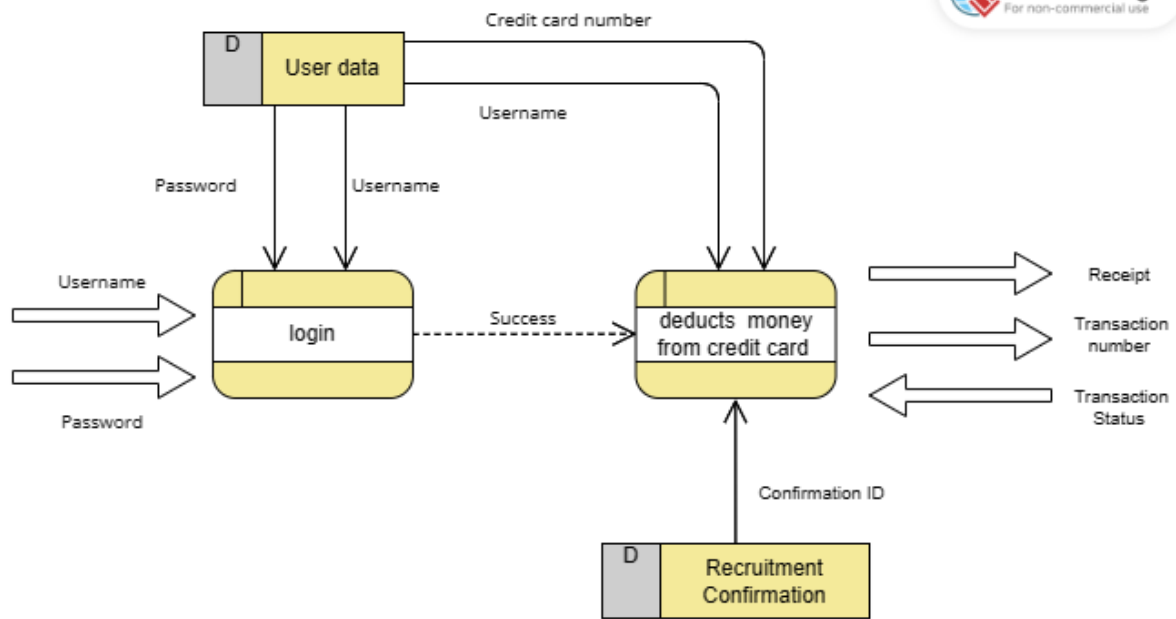 For non-commercial use
Credit card number
D
User data
Username
Password
Username
Username
login
Success
deducts money
from credit card
Receipt
Transaction
number
Transaction
Status
Password
Confirmation ID
D
Recruitment
Confirmation